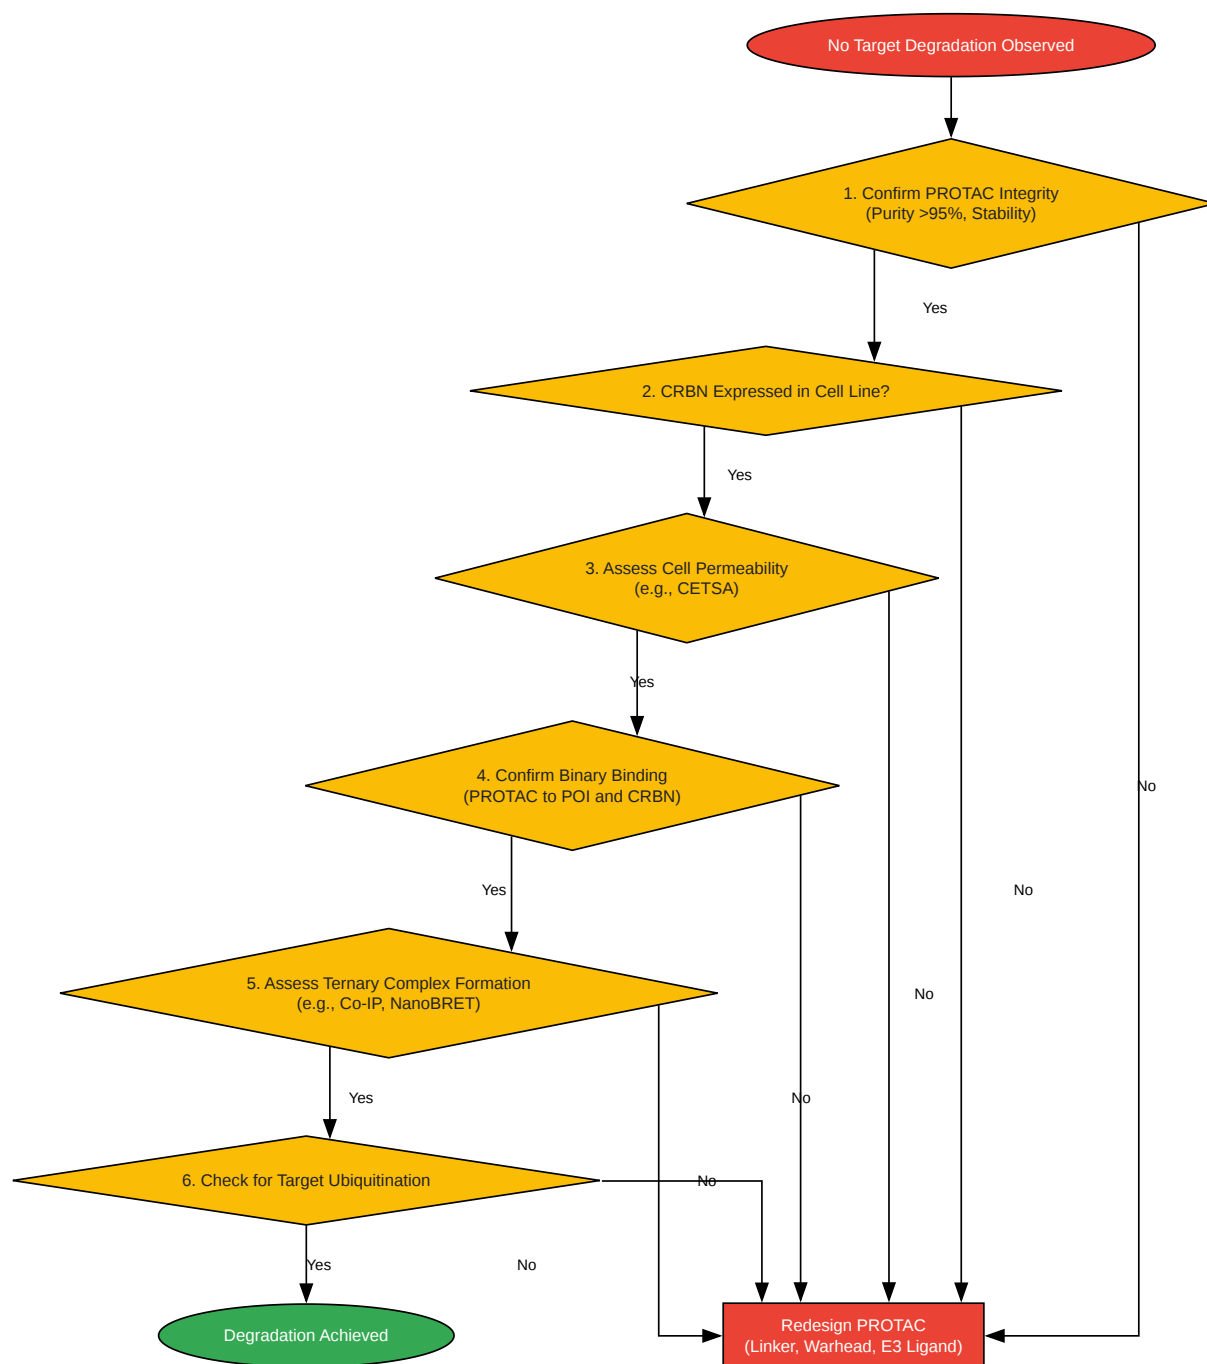 No Target Degradation Observed
1. Confirm PROTAC Integrity
(Purity >95%, Stability)
Yes
2. CRBN Expressed in Cell Line?
Yes
3. Assess Cell Permeability
(e.g., CETSA)
Yes
4. Confirm Binary Binding
(PROTAC to POI and CRBN)
No
Yes
No
5. Assess Ternary Complex Formation
(e.g., Co-IP, NanoBRET)
No
Yes
No
6. Check for Target Ubiquitination
No
Yes
No
Degradation Achieved
Redesign PROTAC
(Linker, Warhead, E3 Ligand)